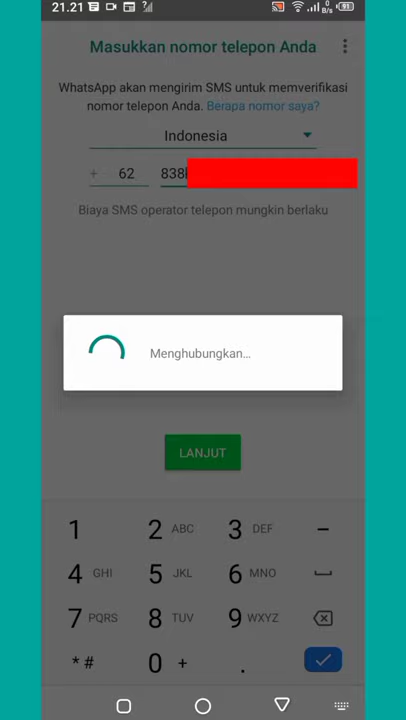 21.21
0
B/s
91
Masukkan nomor telepon Anda
WhatsApp akan mengirim SMS untuk memverifikasi
nomor telepon Anda. Berapa nomor saya?
Indonesia
+ 62 838
Biaya SMS operator telepon mungkin berlaku
Menghubungkan...
LANJUT
1 2 ABC 3 DEF –
4 GHI 5 JKL 6 MNO
7 PQRS 8 TUV 9 WXYZ
* # 0 + .